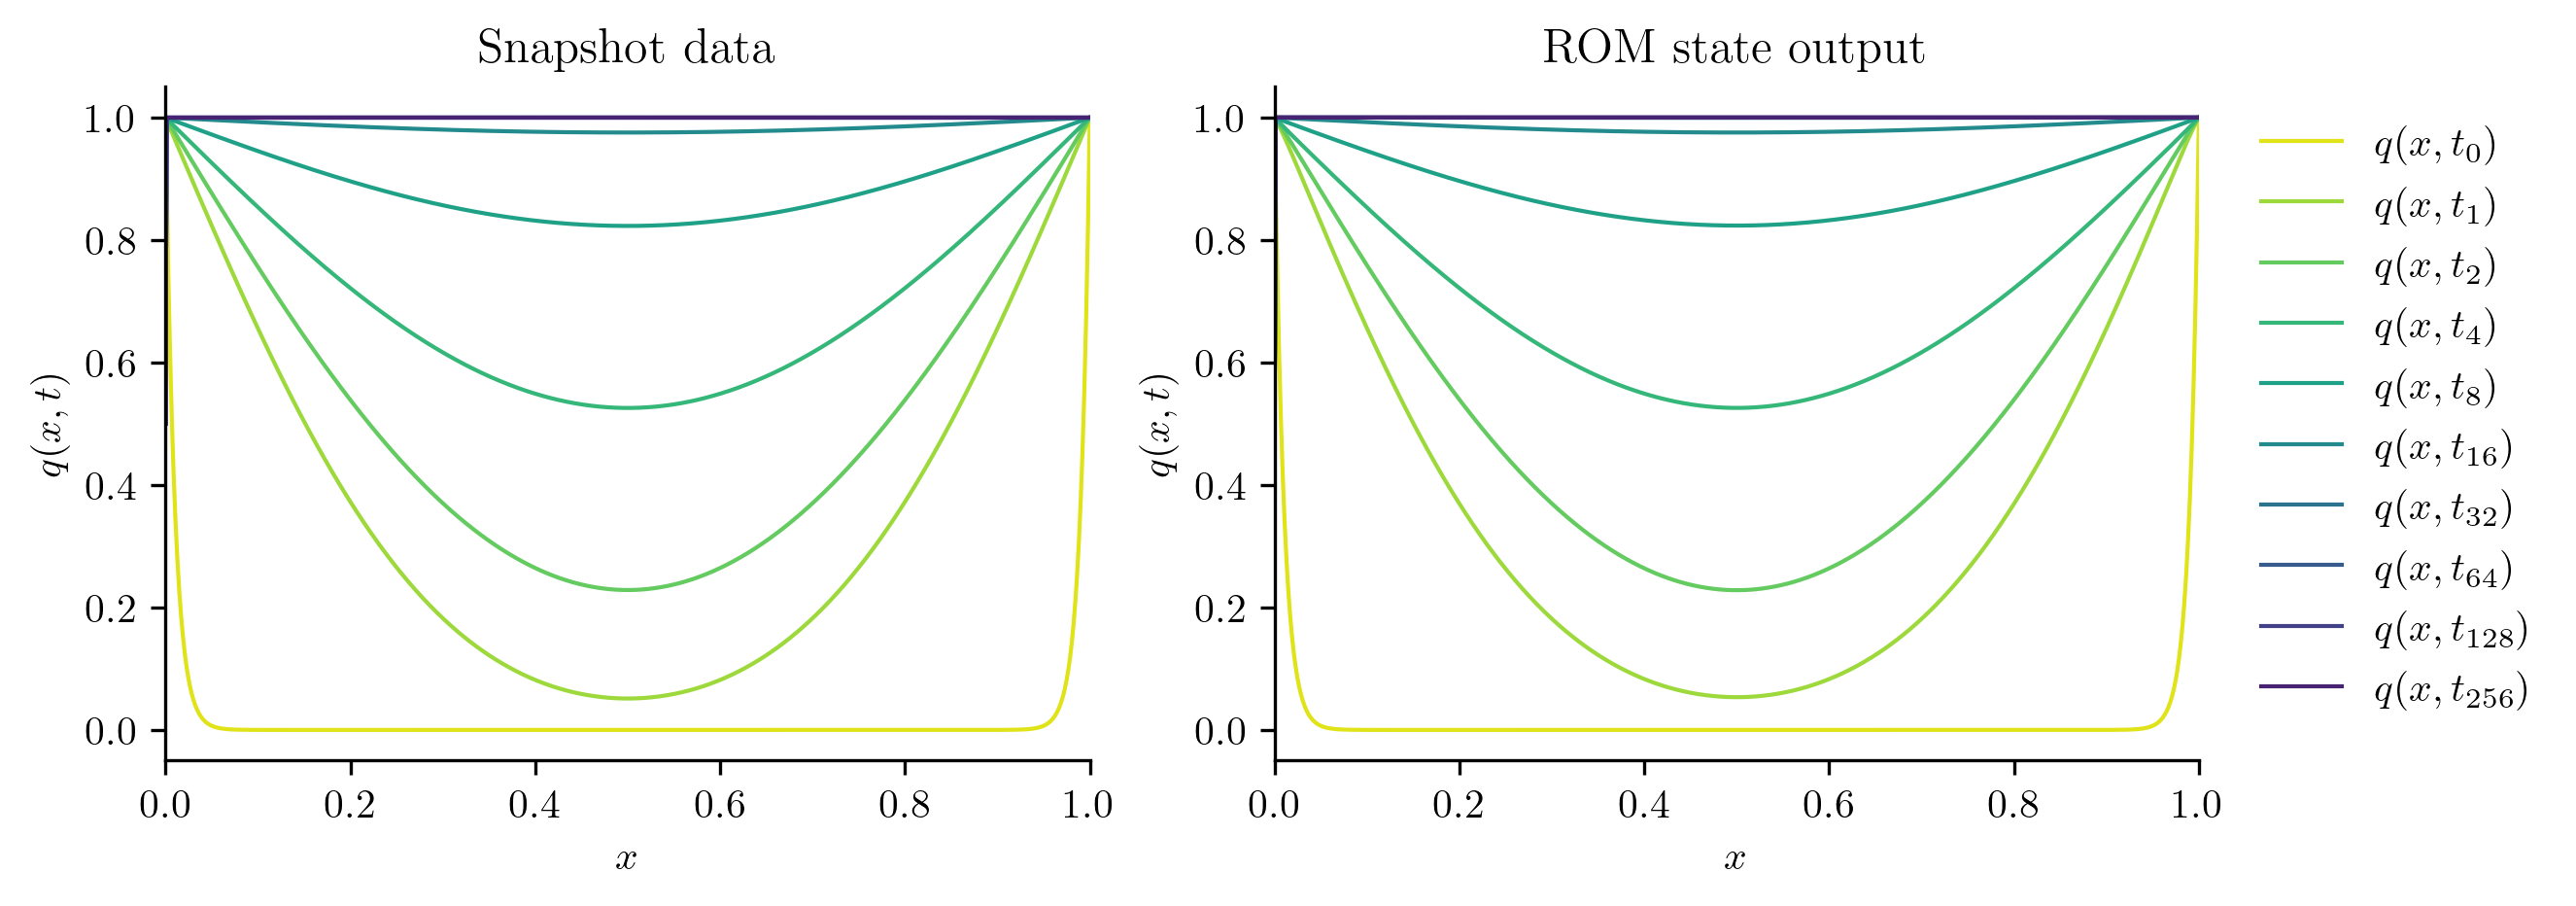 Snapshot data
ROM state output
q(x, t)
1.0
0.8
0.6
0.4
0.2
0.0
0.0 0.2 0.4 0.6 0.8 1.0
x
q(x, t)
1.0
0.8
0.6
0.4
0.2
0.0
0.0 0.2 0.4 0.6 0.8 1.0
x
q(x, t₀)
q(x, t₁)
q(x, t₂)
q(x, t₄)
q(x, t₈)
q(x, t₁₆)
q(x, t₃₂)
q(x, t₆₄)
q(x, t₁₂₈)
q(x, t₂₅₆)